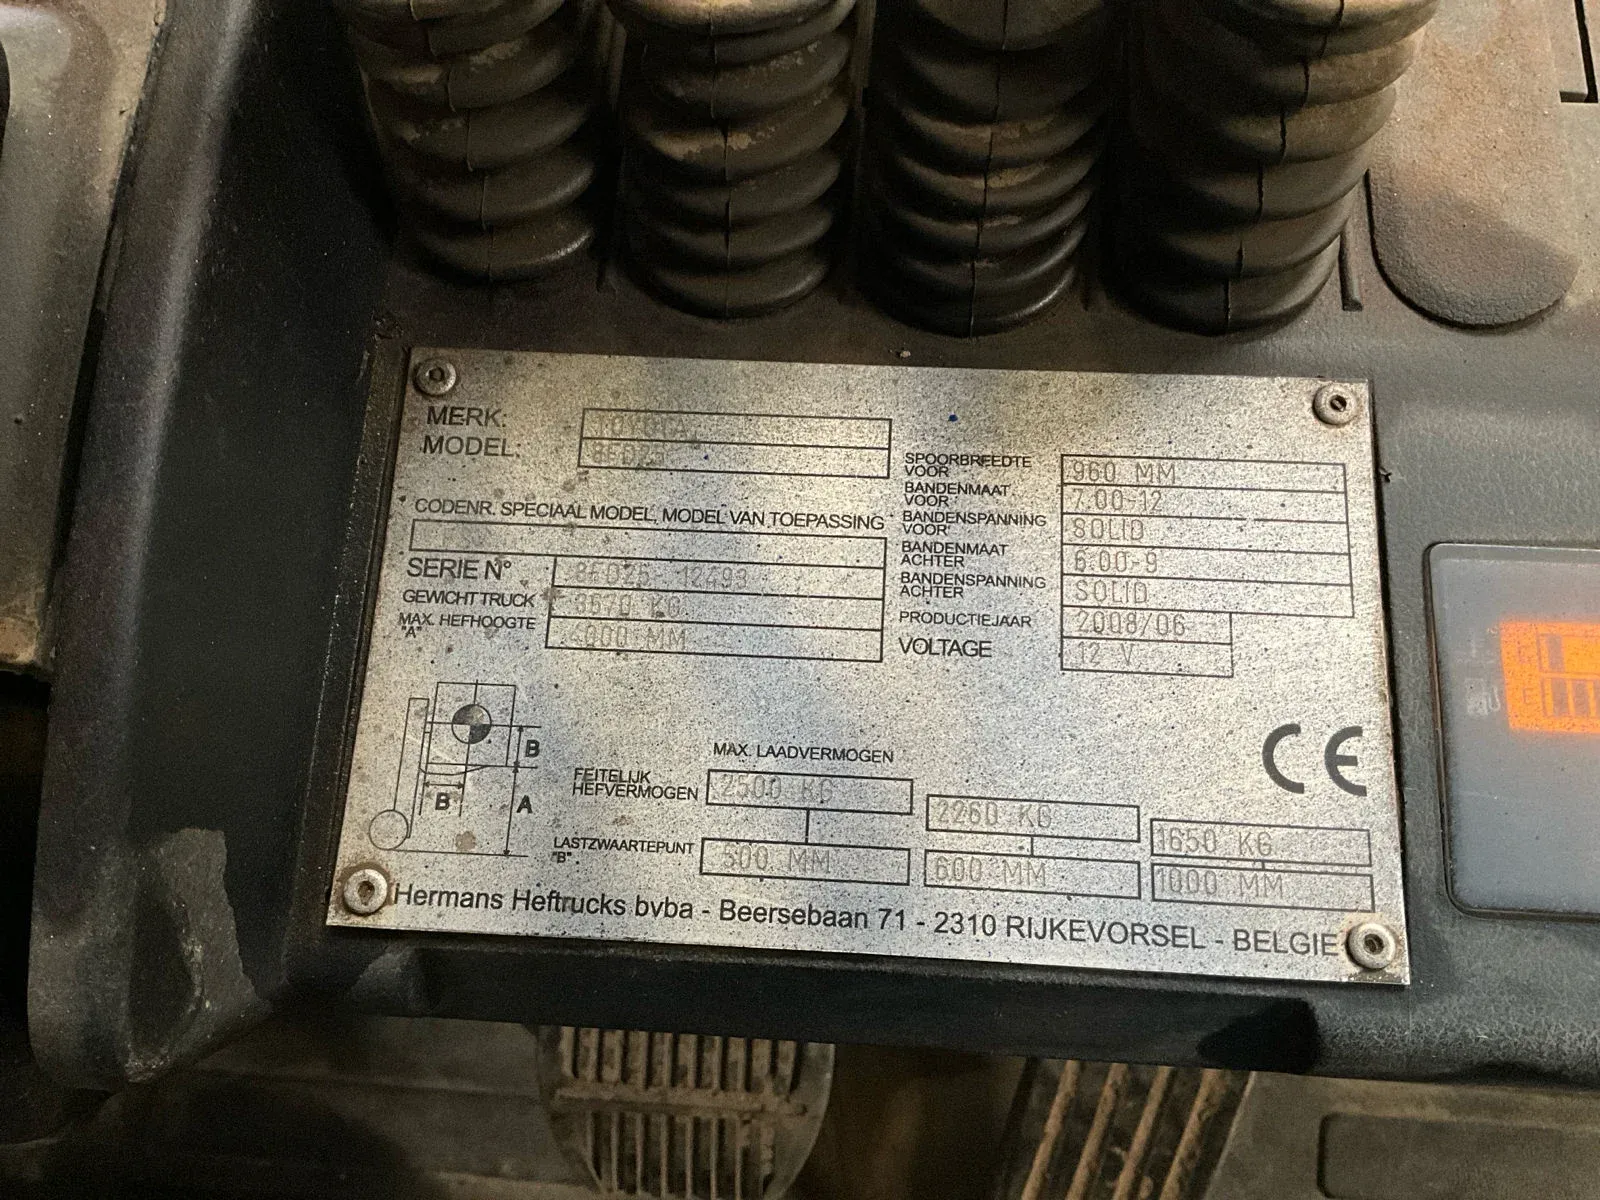 MERK: TOYOTA
MODEL: 8FD25
CODENR. SPECIAAL MODEL, MODEL VAN TOEPASSING
SERIE N° 8FD25-12493
GEWICHT TRUCK 3570 KG
MAX. HEFHOOGTE "A" 4000 MM
SPOORBREEDTE VOOR 960 MM
BANDENMAAT VOOR 7.00-12
BANDENSPANNING VOOR SOLID
BANDENMAAT ACHTER 6.00-9
BANDENSPANNING ACHTER SOLID
PRODUCTIEJAAR 2008/06
VOLTAGE 12 V
B
B
A
CE
MAX. LAADVERMOGEN
FEITELIJK HEFVERMOGEN 2500 KG 2260 KG 1650 KG
LASTZWAARTEPUNT "B" 500 MM 600 MM 1000 MM
Hermans Heftrucks bvba - Beersebaan 71 - 2310 RIJKEVORSEL - BELGIE